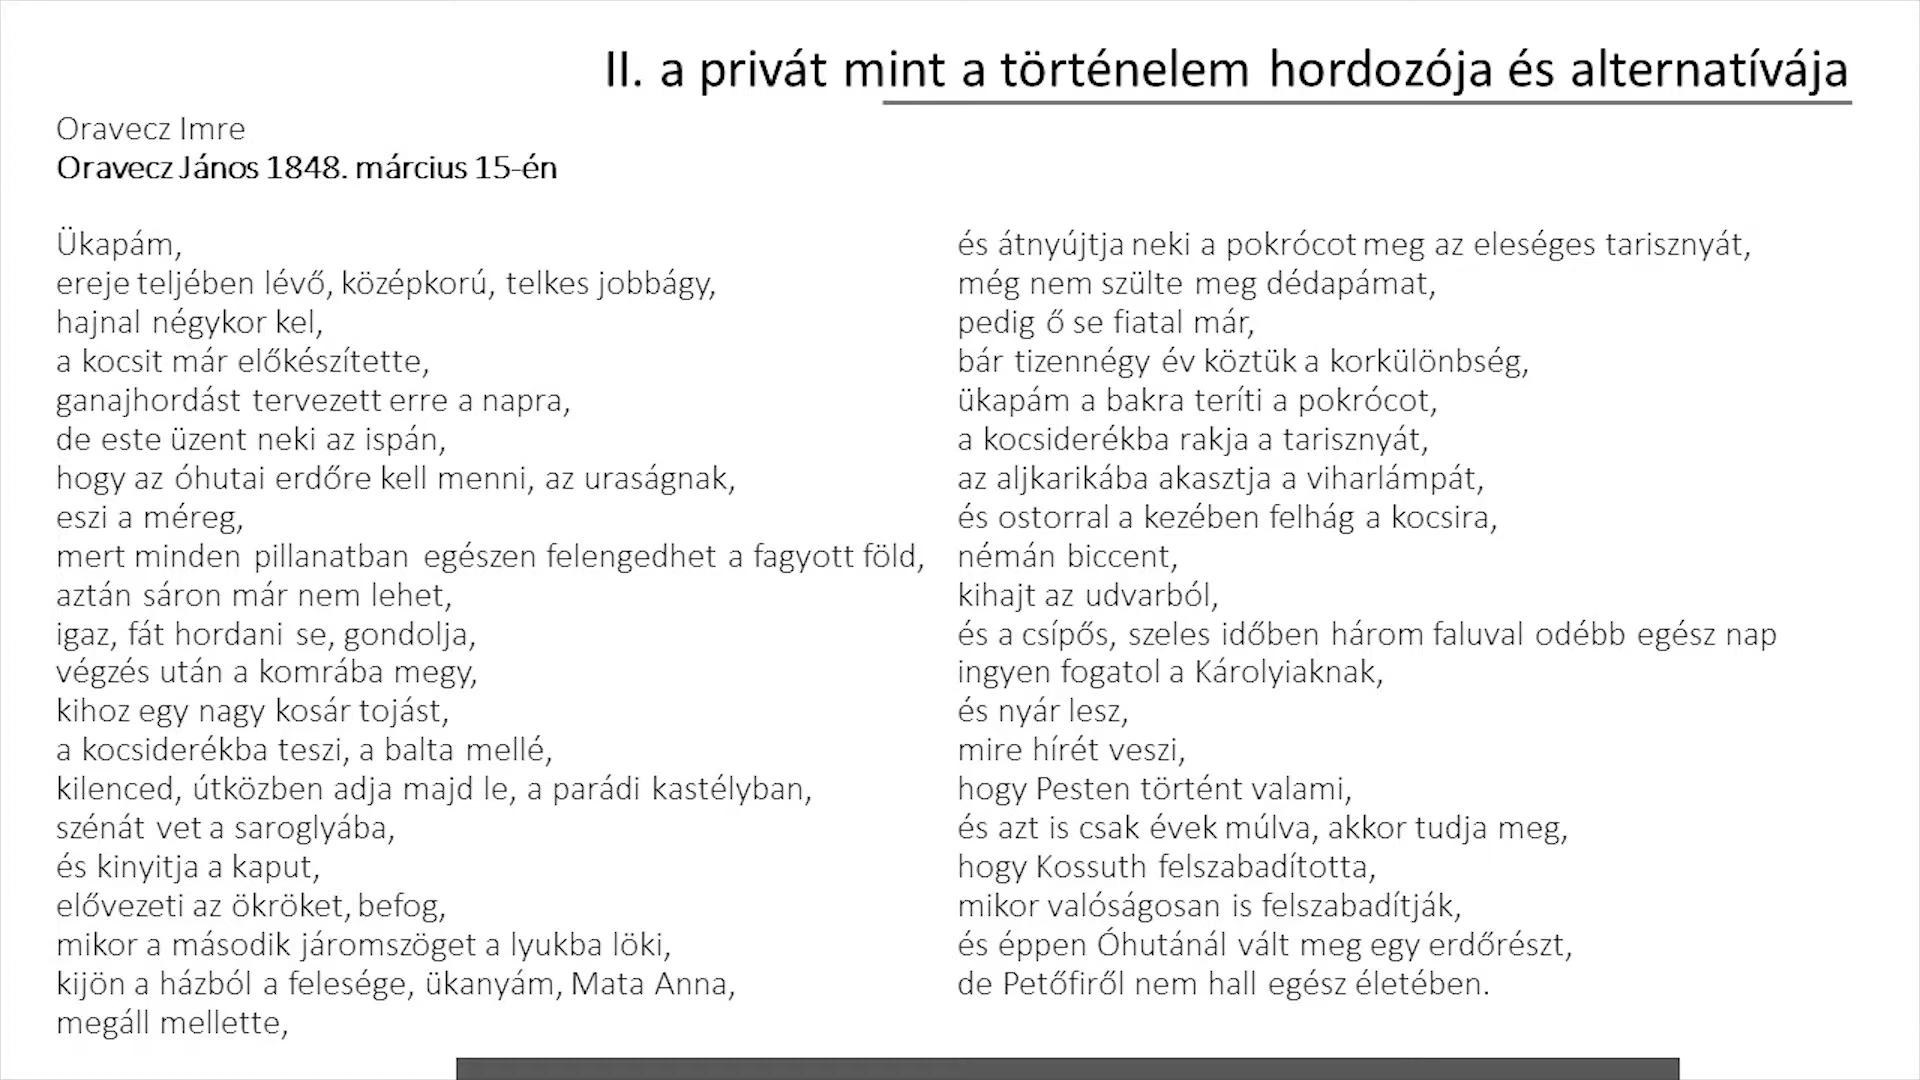 II. a privát mint a történelem hordozója és alternatívája
Oravecz Imre
Oravecz János 1848. március 15-én
Ükapám,
ereje teljében lévő, középkorú, telkes jobbágy,
hajnal négykor kel,
a kocsit már előkészítette,
ganajhordást tervezett erre a napra,
de este üzent neki az ispán,
hogy az óhutai erdőre kell menni, az uraságnak,
eszi a méreg,
mert minden pillanatban egészen felengedhet a fagyott föld,
aztán sáron már nem lehet,
igaz, fát hordani se, gondolja,
végzés után a komrába megy,
kihoz egy nagy kosár tojást,
a kocsiderékba teszi, a balta mellé,
kilenced, útközben adja majd le, a parádi kastélyban,
szénát vet a saroglyába,
és kinyitja a kaput,
elővezeti az ökröket, befog,
mikor a második járomszöget a lyukba löki,
kijön a házból a felesége, ükanyám, Mata Anna,
megáll mellette,
és átnyújtja neki a pokrócot meg az eleséges tarisznyát,
még nem szülte meg dédapámat,
pedig ő se fiatal már,
bár tizennégy év köztük a korkülönbség,
ükapám a bakra teríti a pokrócot,
a kocsiderékba rakja a tarisznyát,
az aljkarikába akasztja a viharlámpát,
és ostorral a kezében felhág a kocsira,
némán biccent,
kihajt az udvarból,
és a csípős, szeles időben három faluval odébb egész nap
ingyen fogatol a Károlyiaknak,
és nyár lesz,
mire hírét veszi,
hogy Pesten történt valami,
és azt is csak évek múlva, akkor tudja meg,
hogy Kossuth felszabadította,
mikor valóságosan is felszabadítják,
és éppen Óhutánál vált meg egy erdőrészt,
de Petőfiről nem hall egész életében.